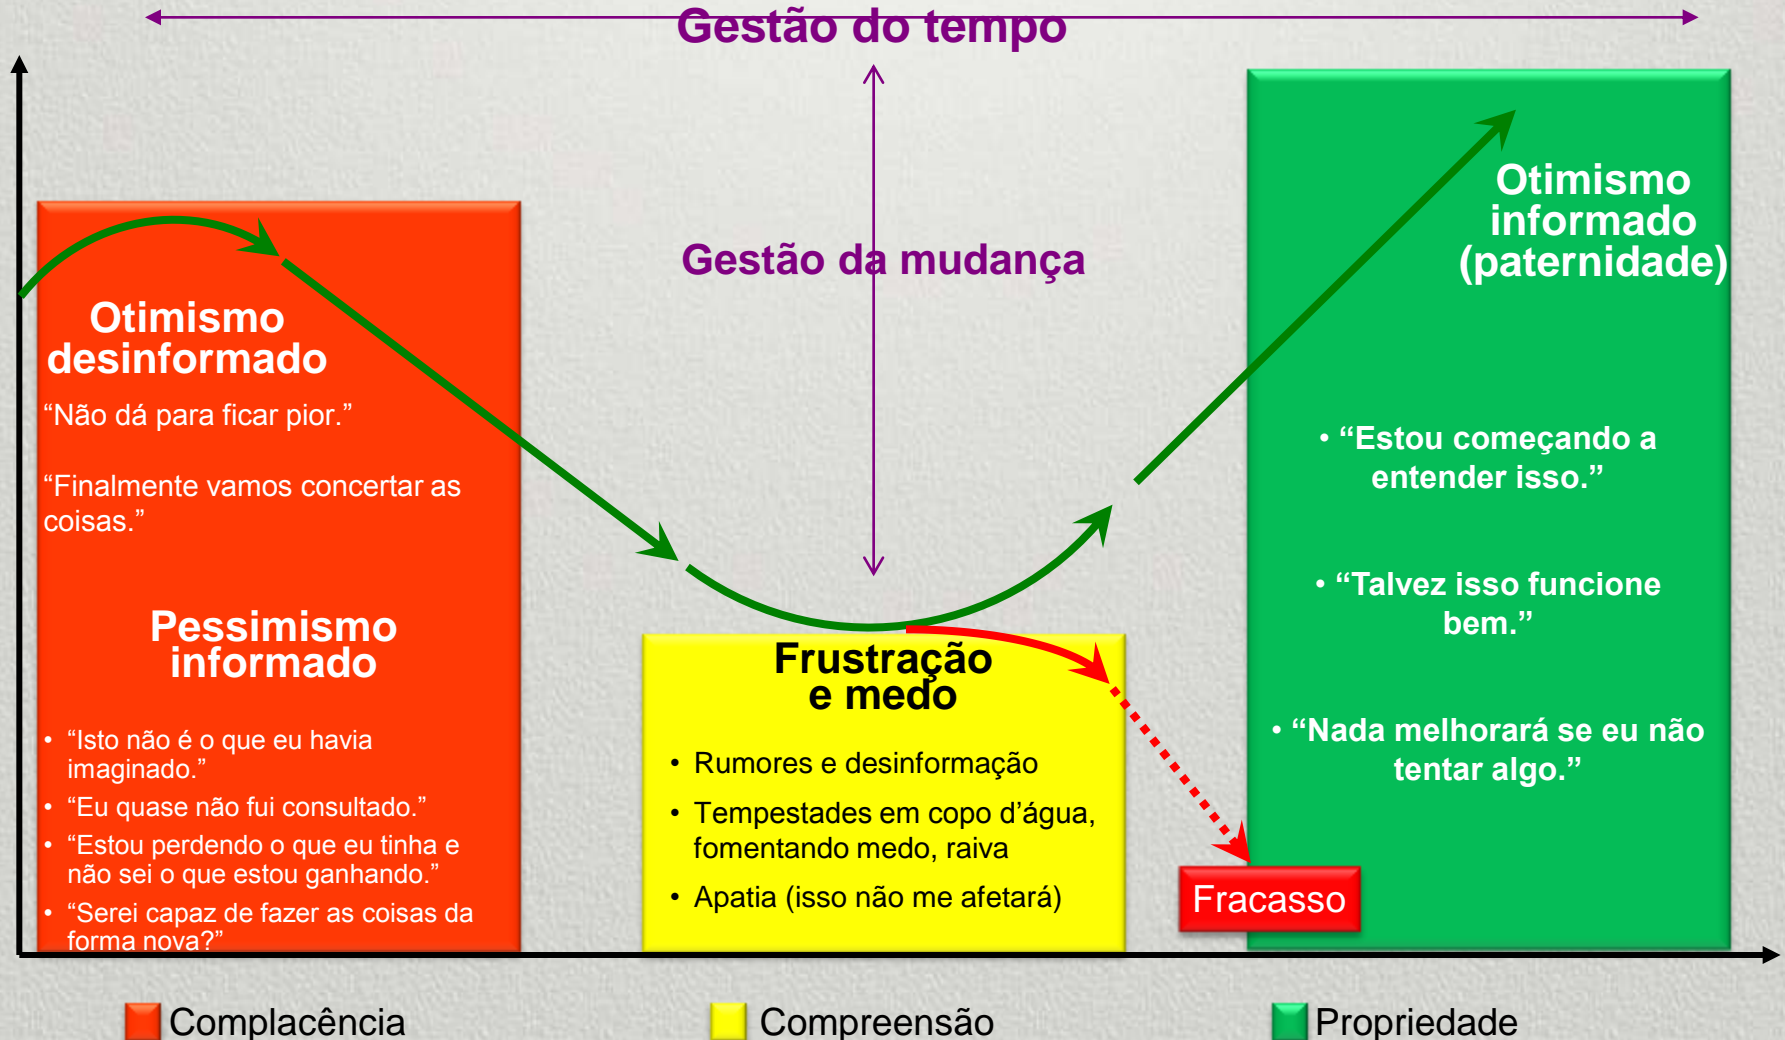 Gestão do tempo
Gestão da mudança
Otimismo
desinformado
“Não dá para ficar pior.”
“Finalmente vamos concertar as
coisas.”
Pessimismo
informado
• “Isto não é o que eu havia
imaginado.”
• “Eu quase não fui consultado.”
• “Estou perdendo o que eu tinha e
não sei o que estou ganhando.”
• “Serei capaz de fazer as coisas da
forma nova?”
Frustração
e medo
• Rumores e desinformação
• Tempestades em copo d’água,
fomentando medo, raiva
• Apatia (isso não me afetará)
Fracasso
Otimismo
informado
(paternidade)
• “Estou começando a
entender isso.”
• “Talvez isso funcione
bem.”
• “Nada melhorará se eu não
tentar algo.”
Complacência
Compreensão
Propriedade